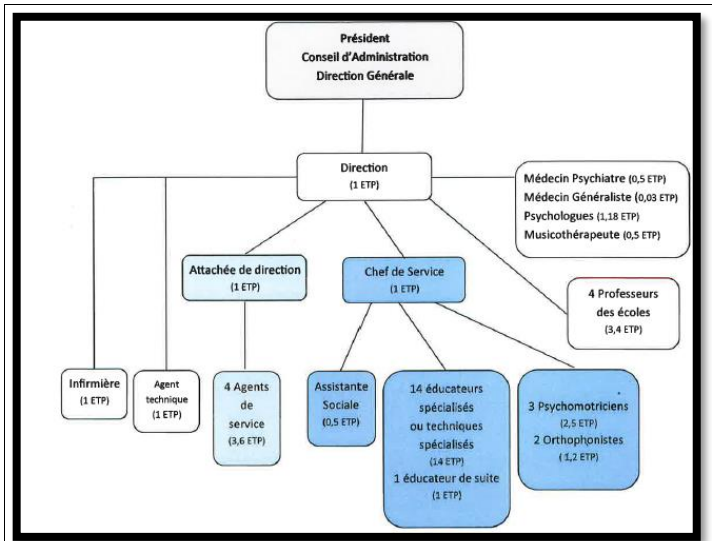 Président
Conseil d'Administration
Direction Générale
Direction
(1 ETP)
Médecin Psychiatre (0,5 ETP)
Médecin Généraliste (0,03 ETP)
Psychologues (1,18 ETP)
Musicothérapeute (0,5 ETP)
Attachée de direction
(1 ETP)
Chef de Service
(1 ETP)
4 Professeurs
des écoles
(3,4 ETP)
Infirmière
(1 ETP)
Agent
technique
(1 ETP)
4 Agents
de
service
(3,6 ETP)
Assistante
Sociale
(0,5 ETP)
14 éducateurs
spécialisés
ou techniques
spécialisés
(14 ETP)
1 éducateur de suite
(1 ETP)
3 Psychomotriciens
(2,5 ETP)
2 Orthophonistes
( 1,2 ETP)